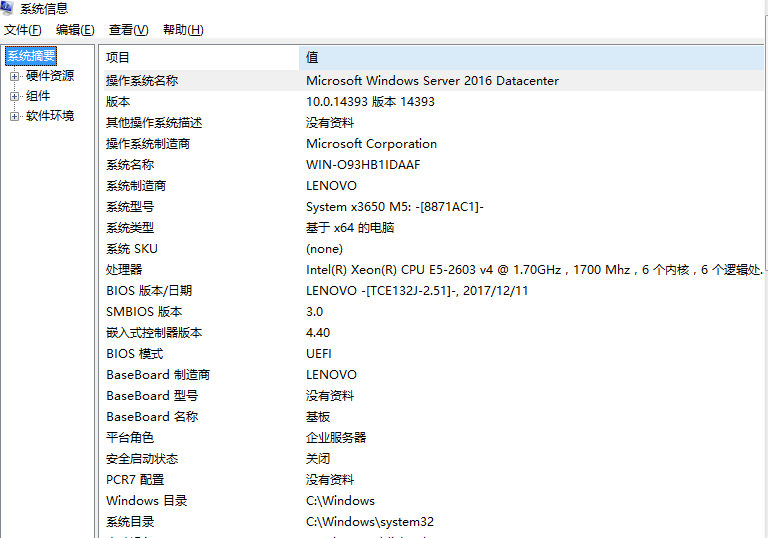 系统信息
文件(F) 编辑(E) 查看(V) 帮助(H)
系统摘要
硬件资源
组件
软件环境
项目 值
操作系统名称 Microsoft Windows Server 2016 Datacenter
版本 10.0.14393 版本 14393
其他操作系统描述 没有资料
操作系统制造商 Microsoft Corporation
系统名称 WIN-O93HB1IDAAF
系统制造商 LENOVO
系统型号 System x3650 M5: -[8871AC1]-
系统类型 基于 x64 的电脑
系统 SKU (none)
处理器 Intel(R) Xeon(R) CPU E5-2603 v4 @ 1.70GHz，1700 Mhz，6 个内核，6 个逻辑处
BIOS 版本/日期 LENOVO -[TCE132J-2.51]-, 2017/12/11
SMBIOS 版本 3.0
嵌入式控制器版本 4.40
BIOS 模式 UEFI
BaseBoard 制造商 LENOVO
BaseBoard 型号 没有资料
BaseBoard 名称 基板
平台角色 企业服务器
安全启动状态 关闭
PCR7 配置 没有资料
Windows 目录 C:\Windows
系统目录 C:\Windows\system32